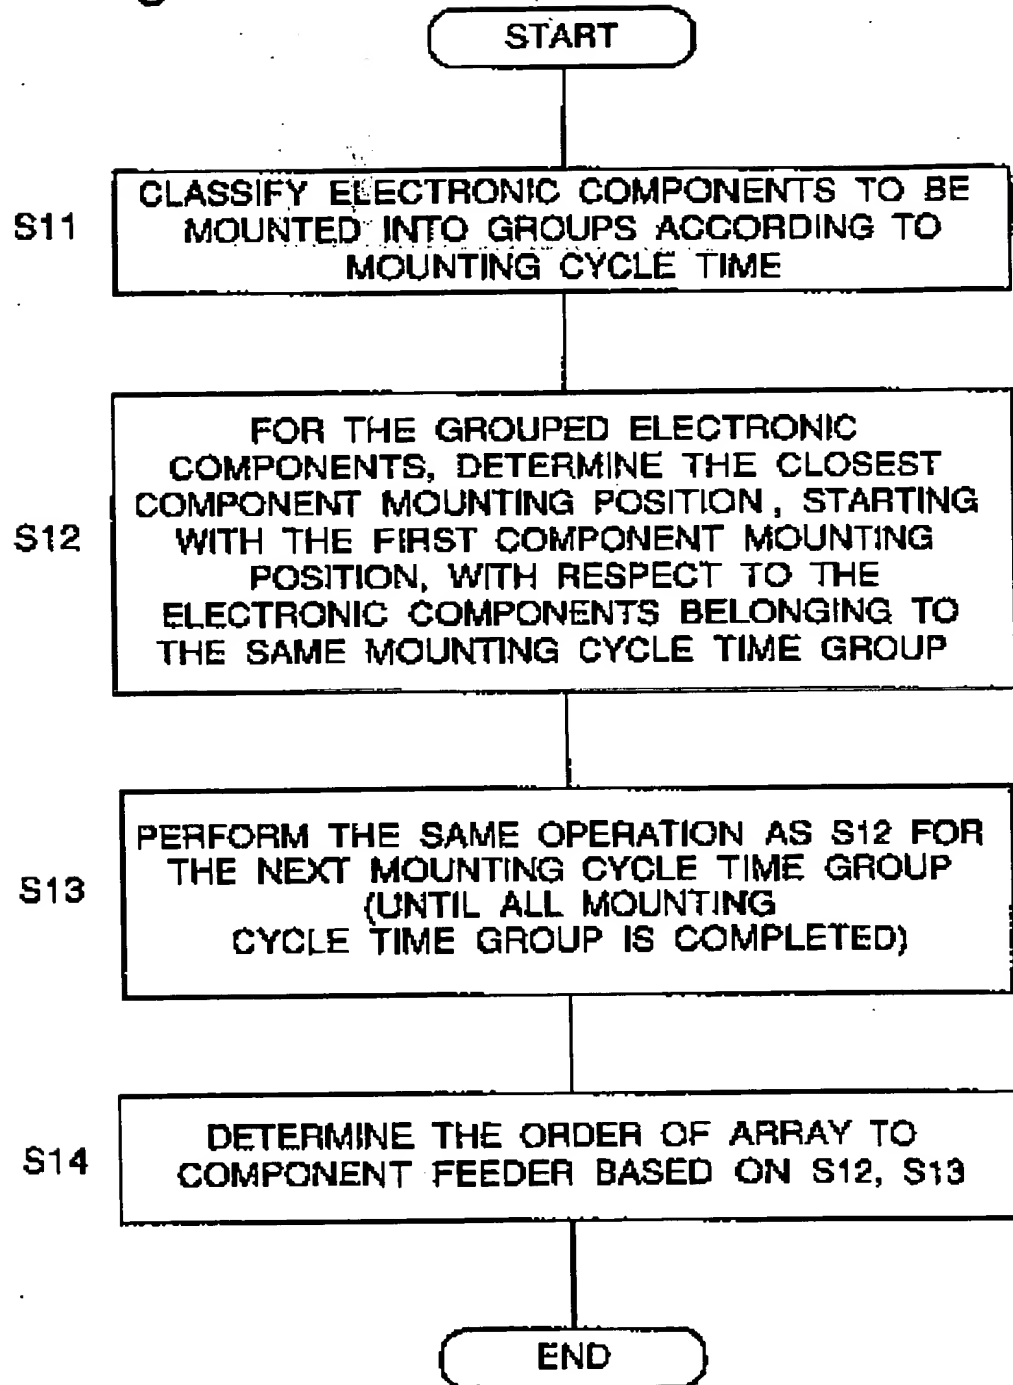 START
S11
CLASSIFY ELECTRONIC COMPONENTS TO BE
MOUNTED INTO GROUPS ACCORDING TO
MOUNTING CYCLE TIME
S12
FOR THE GROUPED ELECTRONIC
COMPONENTS, DETERMINE THE CLOSEST
COMPONENT MOUNTING POSITION, STARTING
WITH THE FIRST COMPONENT MOUNTING
POSITION, WITH RESPECT TO THE
ELECTRONIC COMPONENTS BELONGING TO
THE SAME MOUNTING CYCLE TIME GROUP
S13
PERFORM THE SAME OPERATION AS S12 FOR
THE NEXT MOUNTING CYCLE TIME GROUP
(UNTIL ALL MOUNTING
CYCLE TIME GROUP IS COMPLETED)
S14
DETERMINE THE ORDER OF ARRAY TO
COMPONENT FEEDER BASED ON S12, S13
END